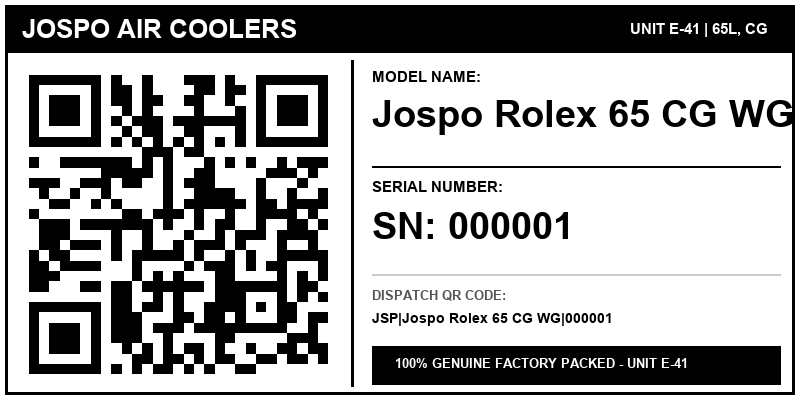 JOSPO AIR COOLERS
UNIT E-41 | 65L, CG
MODEL NAME:
Jospo Rolex 65 CG WG
SERIAL NUMBER:
SN: 000001
DISPATCH QR CODE:
JSP|Jospo Rolex 65 CG WG|000001
100% GENUINE FACTORY PACKED - UNIT E-41